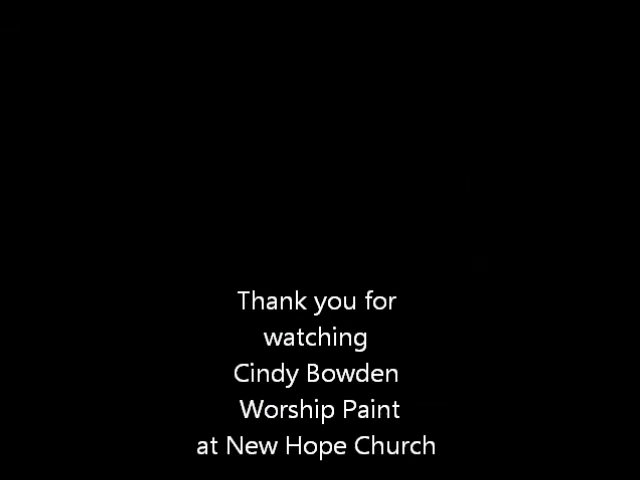 Thank you for
watching
Cindy Bowden
Worship Paint
at New Hope Church